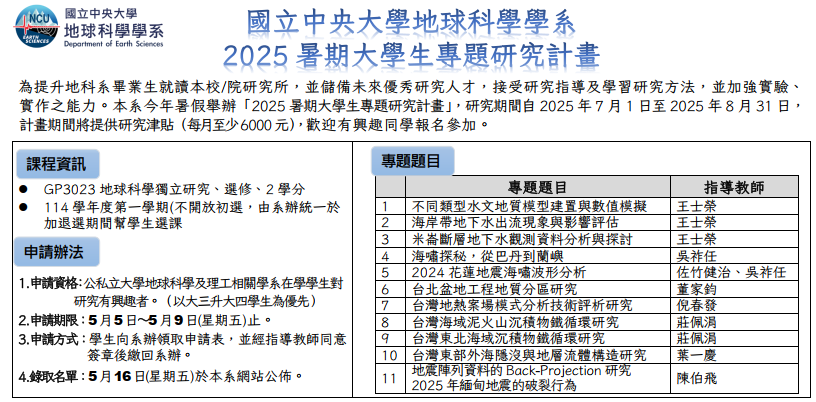 NCU
EARTH SCIENCES
國立中央大學
地球科學學系
Department of Earth Sciences
國立中央大學地球科學學系
2025 暑期大學生專題研究計畫
為提升地科系畢業生就讀本校/院研究所，並儲備未來優秀研究人才，接受研究指導及學習研究方法，並加強實驗、
實作之能力。本系今年暑假舉辦「2025 暑期大學生專題研究計畫」，研究期間自 2025 年 7 月 1 日至 2025 年 8 月 31 日，
計畫期間將提供研究津貼（每月至少6000 元），歡迎有興趣同學報名參加。
課程資訊
● GP3023 地球科學獨立研究、選修、2 學分
● 114 學年度第一學期(不開放初選，由系辦統一於
加退選期間幫學生選課
申請辦法
1.申請資格:公私立大學地球科學及理工相關學系在學學生對
研究有興趣者。（以大三升大四學生為優先）
2.申請期限：5 月 5 日~5 月 9 日(星期五)止。
3.申請方式：學生向系辦領取申請表，並經指導教師同意
簽章後繳回系辦。
4.錄取名單：5 月 16 日(星期五)於本系網站公佈。
專題題目
專題題目 指導教師
1 不同類型水文地質模型建置與數值模擬 王士榮
2 海岸帶地下水出流現象與影響評估 王士榮
3 米崙斷層地下水觀測資料分析與探討 王士榮
4 海嘯探秘，從巴丹到蘭嶼 吳祚任
5 2024 花蓮地震海嘯波形分析 佐竹健治、吳祚任
6 台北盆地工程地質分區研究 董家鈞
7 台灣地熱案場模式分析技術評析研究 倪春發
8 台灣海域泥火山沉積物鐵循環研究 莊佩涓
9 台灣東北海域沉積物鐵循環研究 莊佩涓
10 台灣東部外海隱沒與地層流體構造研究 葉一慶
11 地震陣列資料的 Back-Projection 研究 陳伯飛
2025 年緬甸地震的破裂行為